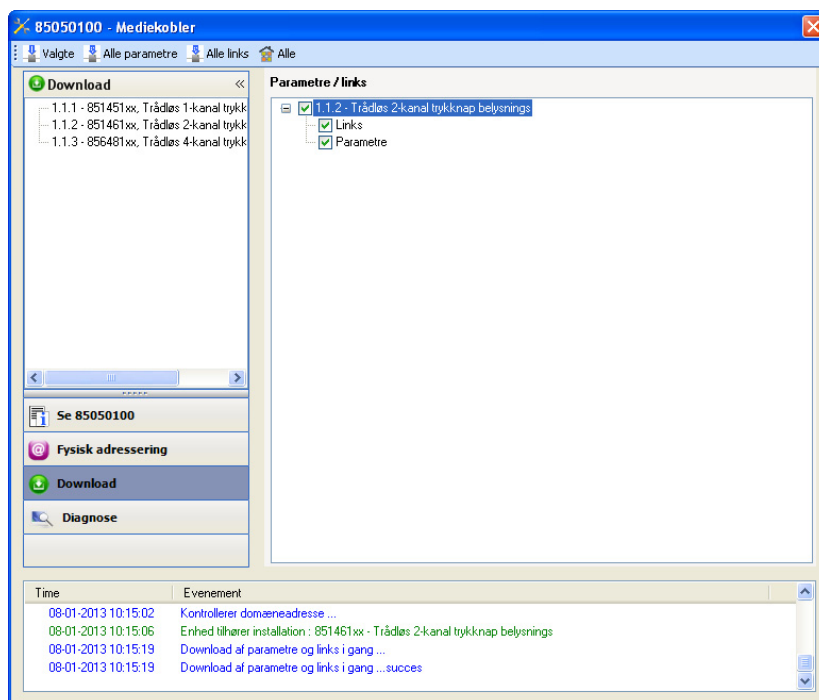 85050100 - Mediekobler
Valgte Alle parametre Alle links Alle
Download
1.1.1 - 851451xx, Trådløs 1-kanal trykk
1.1.2 - 851461xx, Trådløs 2-kanal trykk
1.1.3 - 856481xx, Trådløs 4-kanal trykk
Se 85050100
Fysisk adressering
Download
Diagnose
Parametre / links
1.1.2 - Trådløs 2-kanal trykknap belysnings
Links
Parametre
Time Evenement
08-01-2013 10:15:02 Kontrollerer domæneadresse ...
08-01-2013 10:15:06 Enhed tilhører installation : 851461xx - Trådløs 2-kanal trykknap belysnings
08-01-2013 10:15:19 Download af parametre og links i gang ...
08-01-2013 10:15:19 Download af parametre og links i gang ...succes